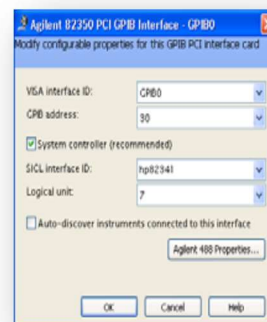 Agilent 82350 PCI GPIB Interface - GPIB0
Modify configurable properties for this GPIB PCI interface card
VISA interface ID:
GPIB0
GPIB address:
30
System controller (recommended)
SICL interface ID:
hp82341
Logical unit:
7
Auto-discover instruments connected to this interface
Agilent 488 Properties...
OK
Cancel
Help